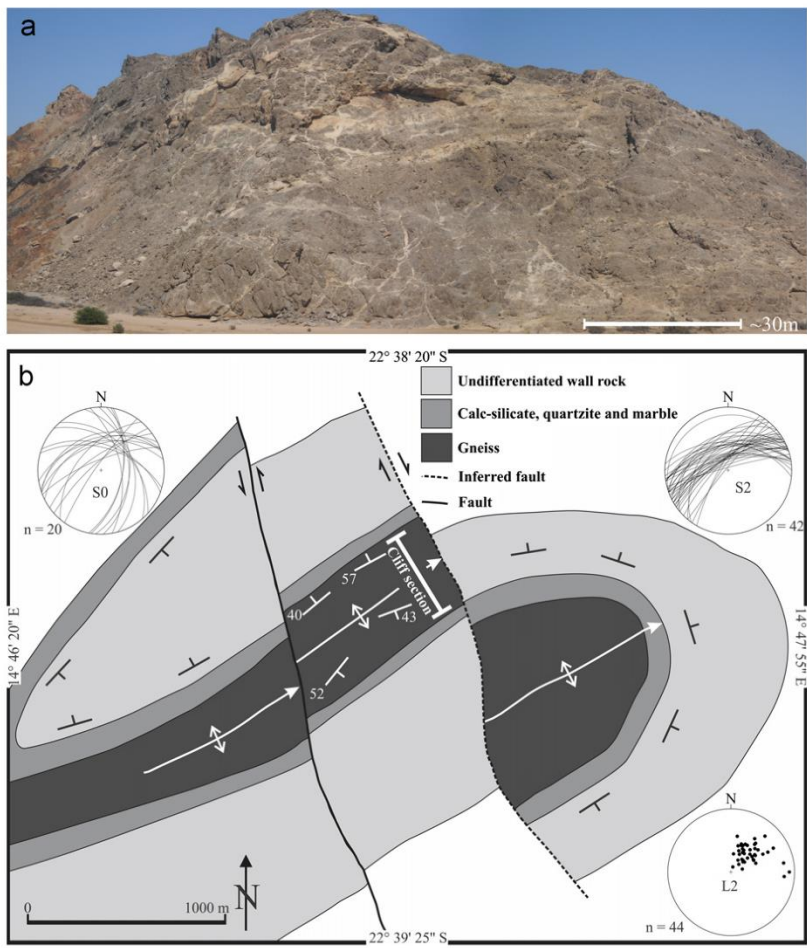 a
~30m
b
22° 38' 20" S
Undifferentiated wall rock
Calc-silicate, quartzite and marble
Gneiss
Inferred fault
Fault
N
S0
n = 20
N
S2
n = 42
57
Cliff section
40
43
52
14° 46' 20" E
14° 47' 55" E
N
L2
n = 44
N
0
1000 m
22° 39' 25" S